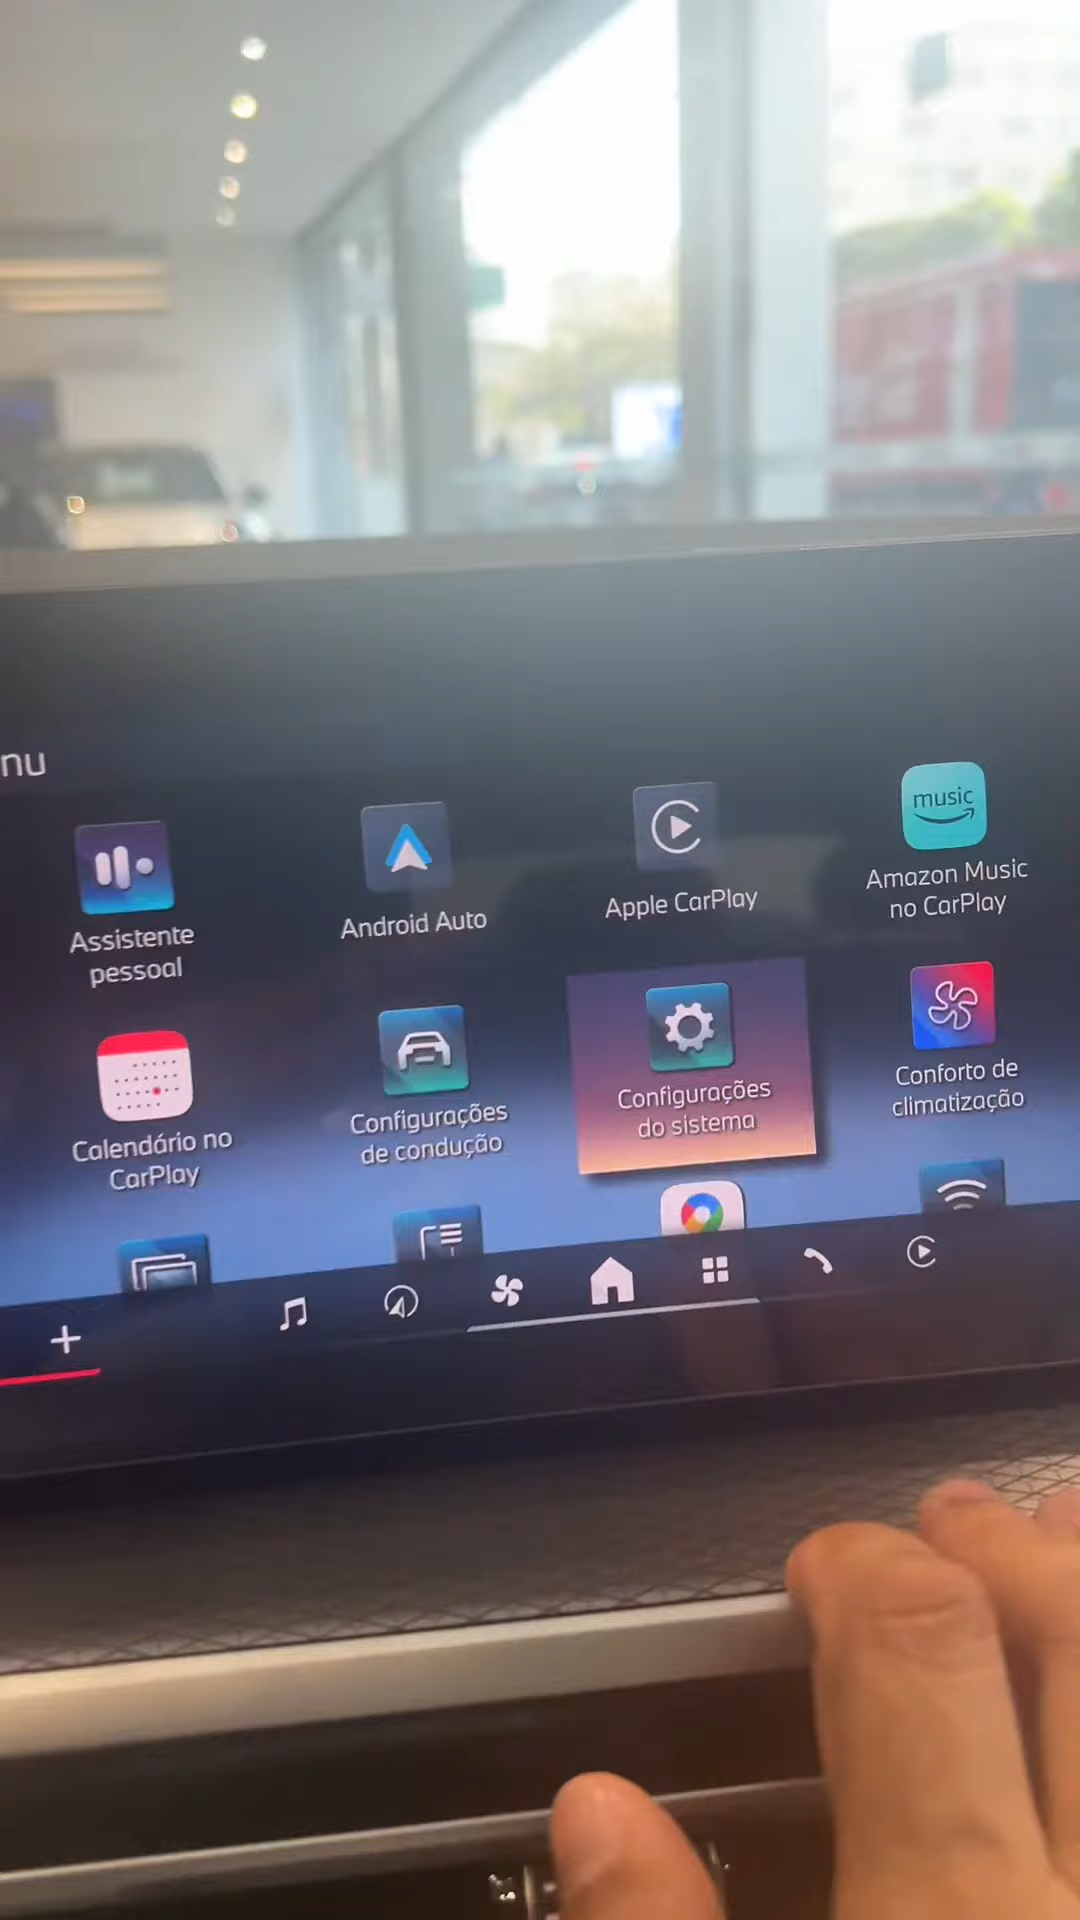 nu
Assistente
pessoal
Android Auto
Apple CarPlay
music
Amazon Music
no CarPlay
Calendário no
CarPlay
Configurações
de condução
Configurações
do sistema
Conforto de
climatização